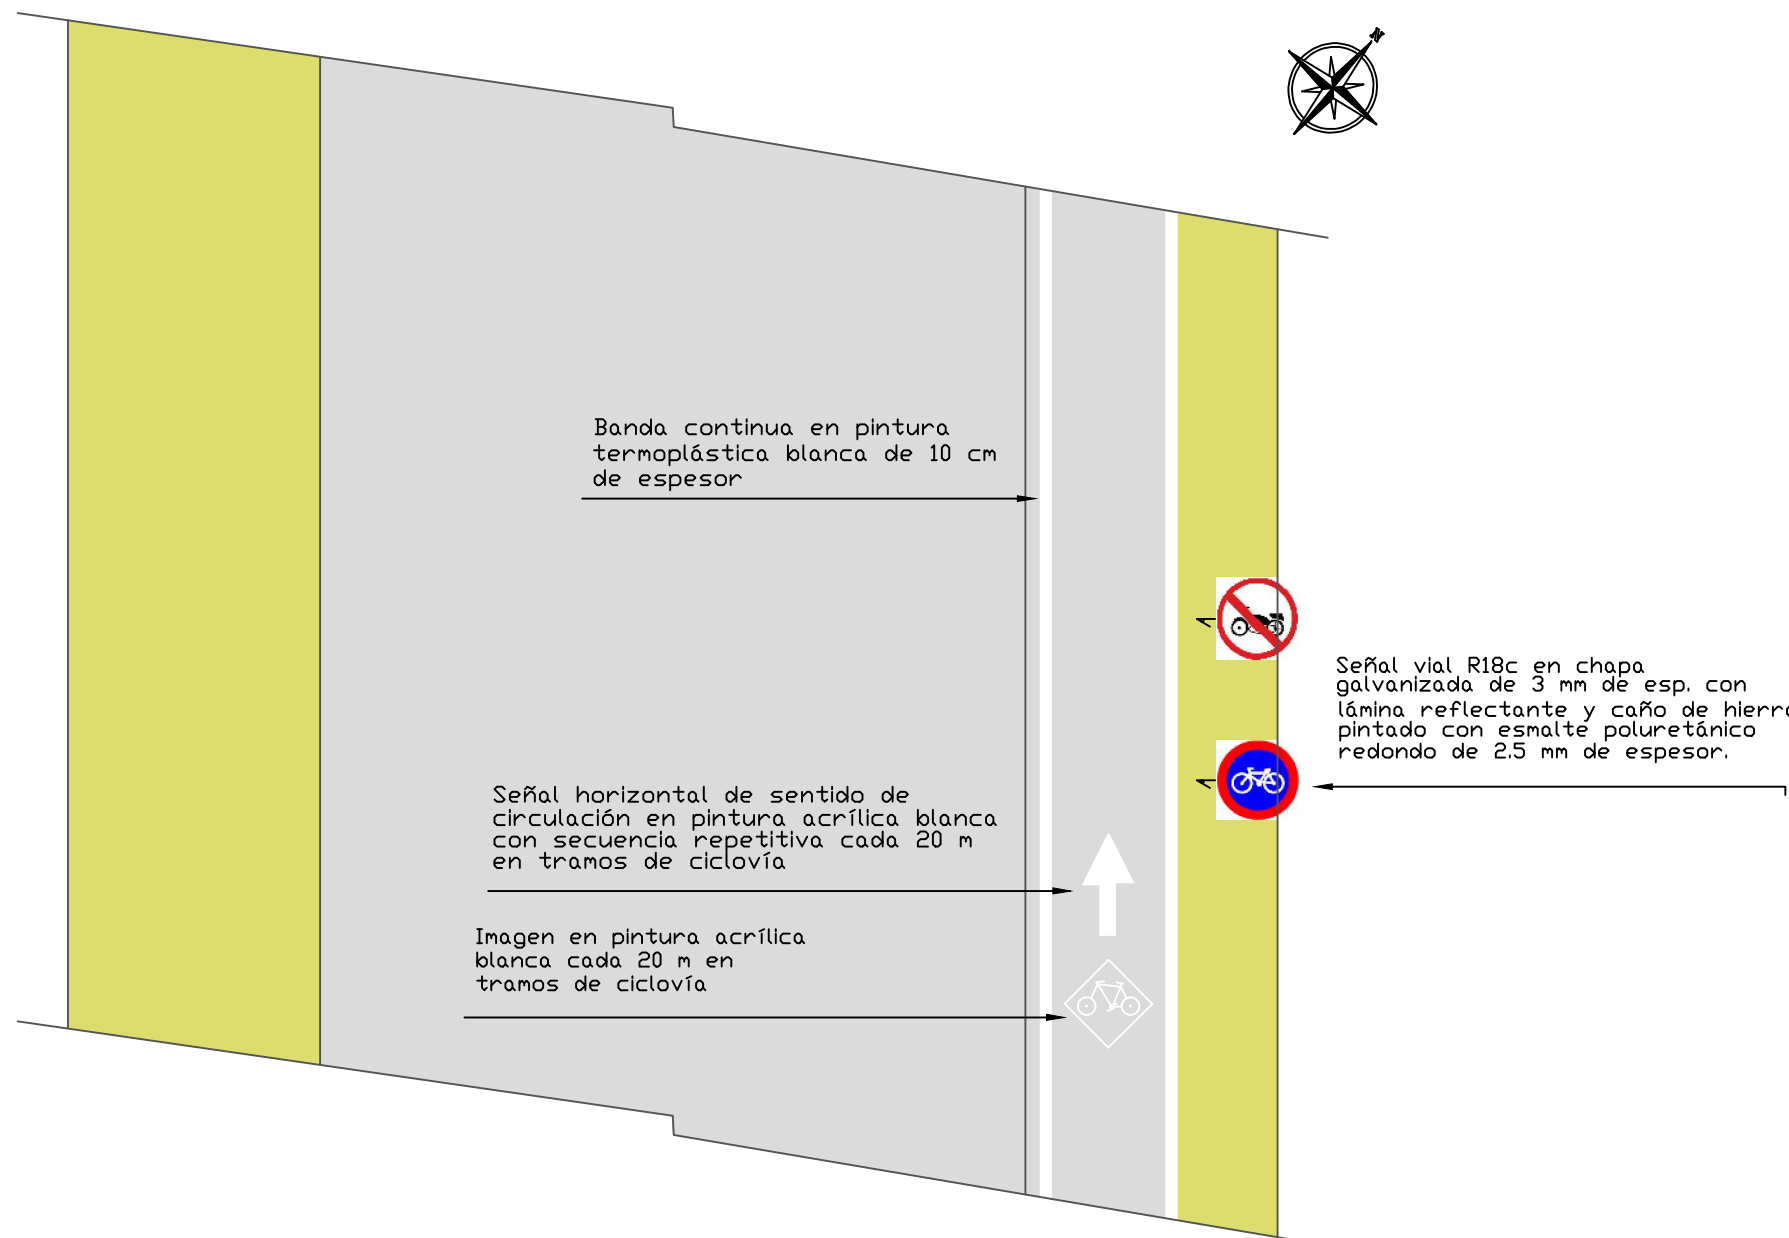 N
Banda continua en pintura
termoplástica blanca de 10 cm
de espesor
Señal vial R18c en chapa
galvanizada de 3 mm de esp. con
lámina reflectante y caño de hierro
pintado con esmalte poluretánico
redondo de 2.5 mm de espesor.
Señal horizontal de sentido de
circulación en pintura acrílica blanca
con secuencia repetitiva cada 20 m
en tramos de ciclovía
Imagen en pintura acrílica
blanca cada 20 m en
tramos de ciclovía